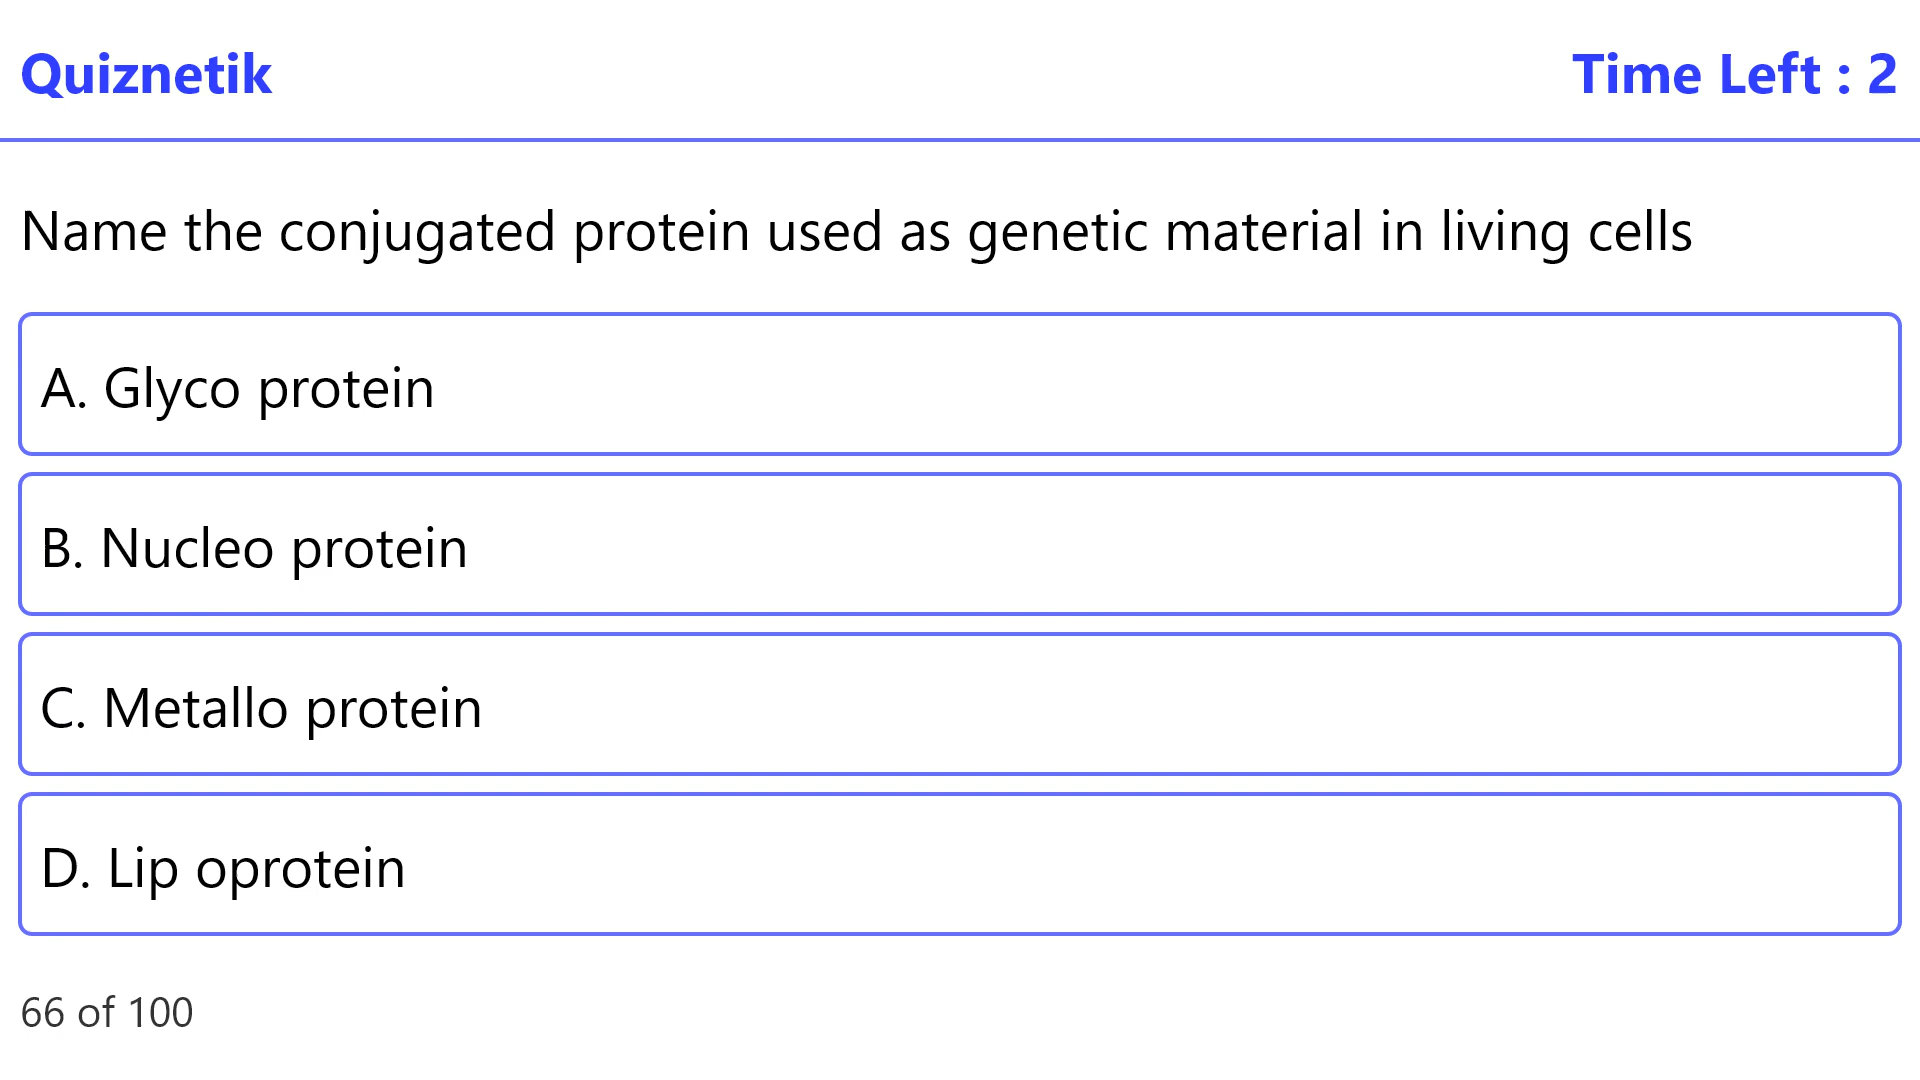 Quiznetik
Time Left : 2
Name the conjugated protein used as genetic material in living cells
A. Glyco protein
B. Nucleo protein
C. Metallo protein
D. Lip oprotein
66 of 100